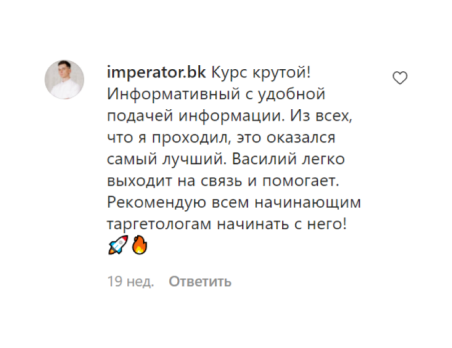 imperator.bk Курс крутой!
Информативный с удобной
подачей информации. Из всех,
что я проходил, это оказался
самый лучший. Василий легко
выходит на связь и помогает.
Рекомендую всем начинающим
таргетологам начинать с него!
🚀🔥
19 нед. Ответить